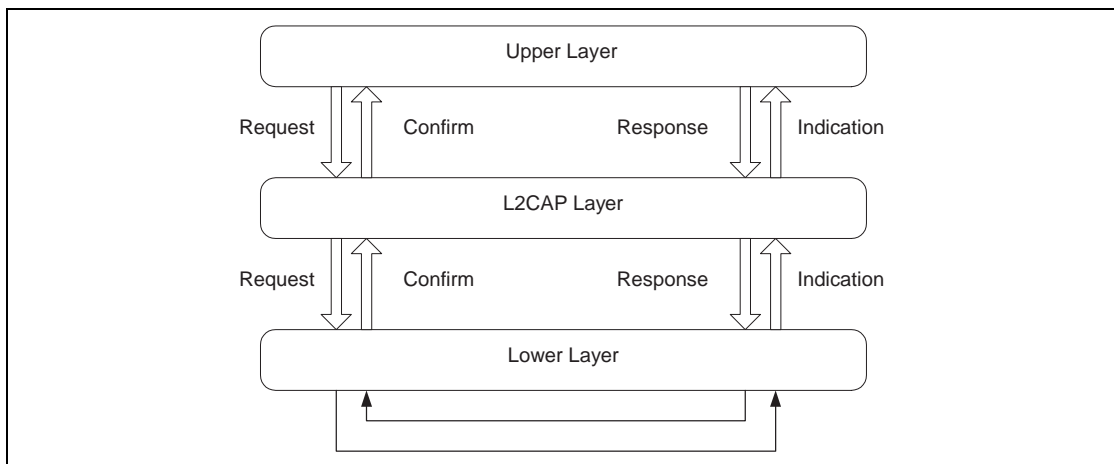 Upper Layer
Request Confirm Response Indication
L2CAP Layer
Request Confirm Response Indication
Lower Layer